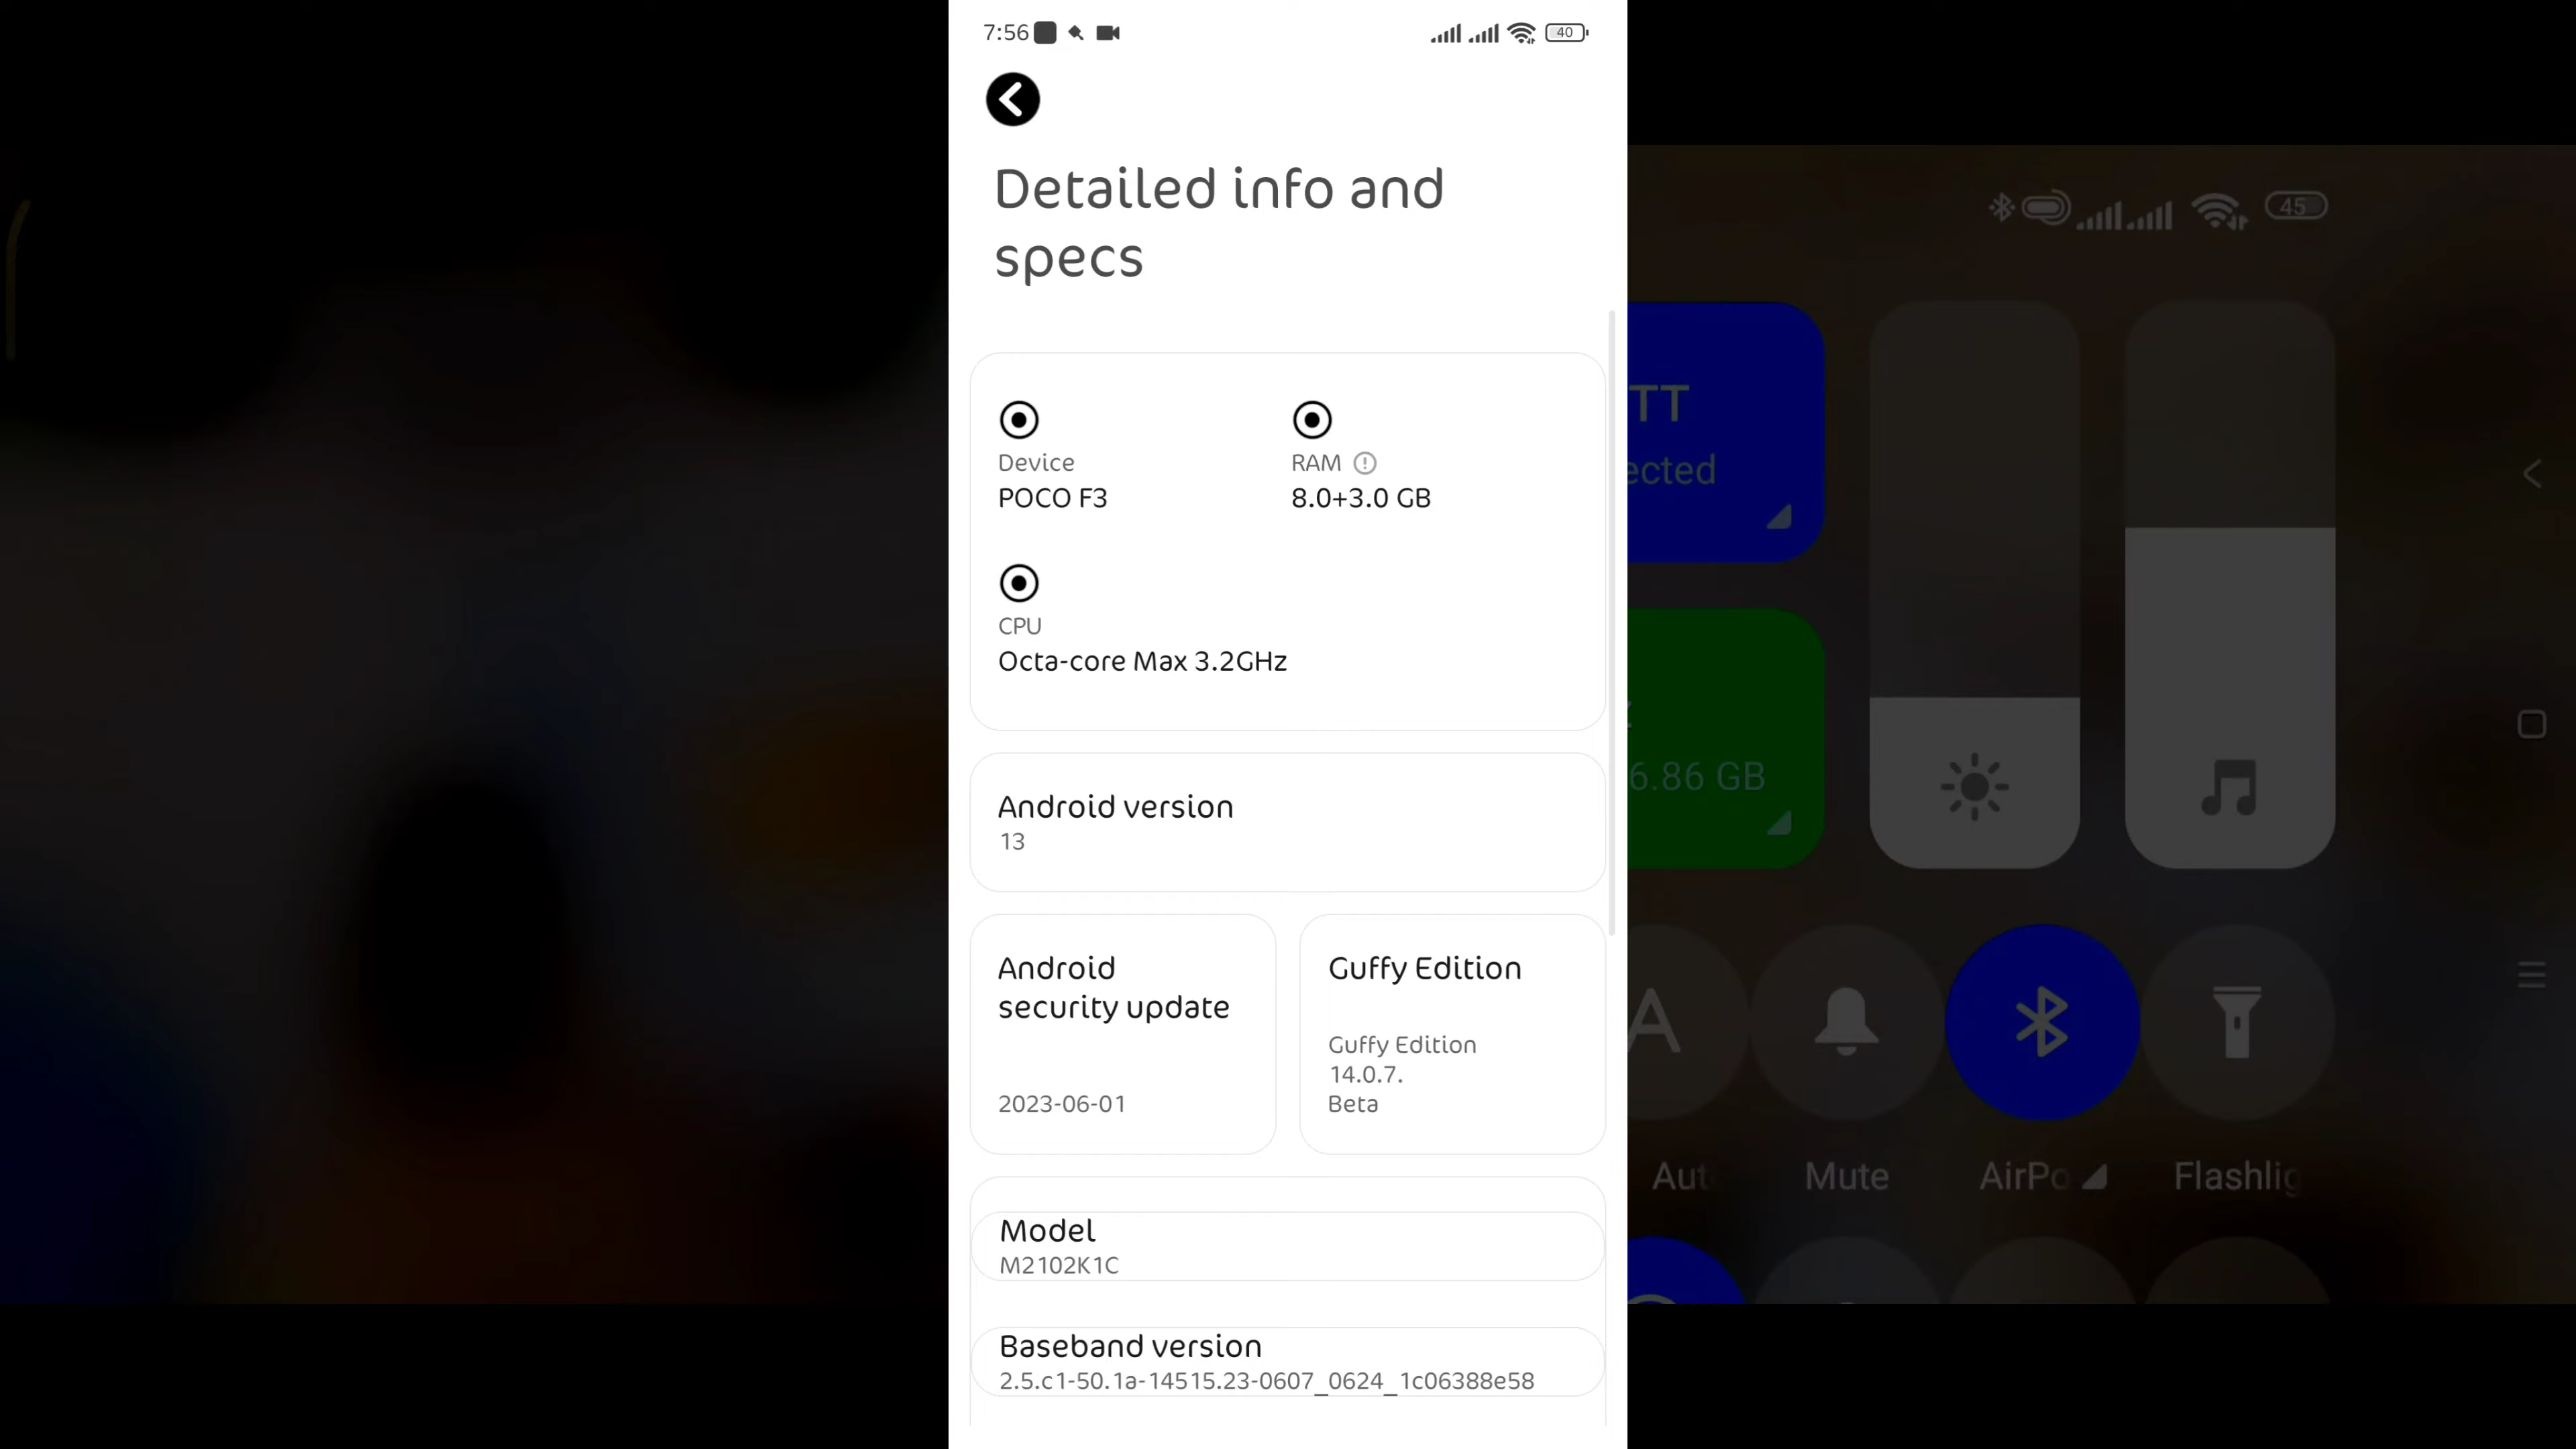 7:56
40
Detailed info and
specs
Device
POCO F3
RAM
8.0+3.0 GB
CPU
Octa-core Max 3.2GHz
Android version
13
Android
security update
2023-06-01
Guffy Edition
Guffy Edition
14.0.7.
Beta
Model
M2102K1C
Baseband version
2.5.c1-50.1a-14515.23-0607_0624_1c06388e58
45
TT
ected
6.86 GB
A
Aut
Mute
AirPo
Flashlig